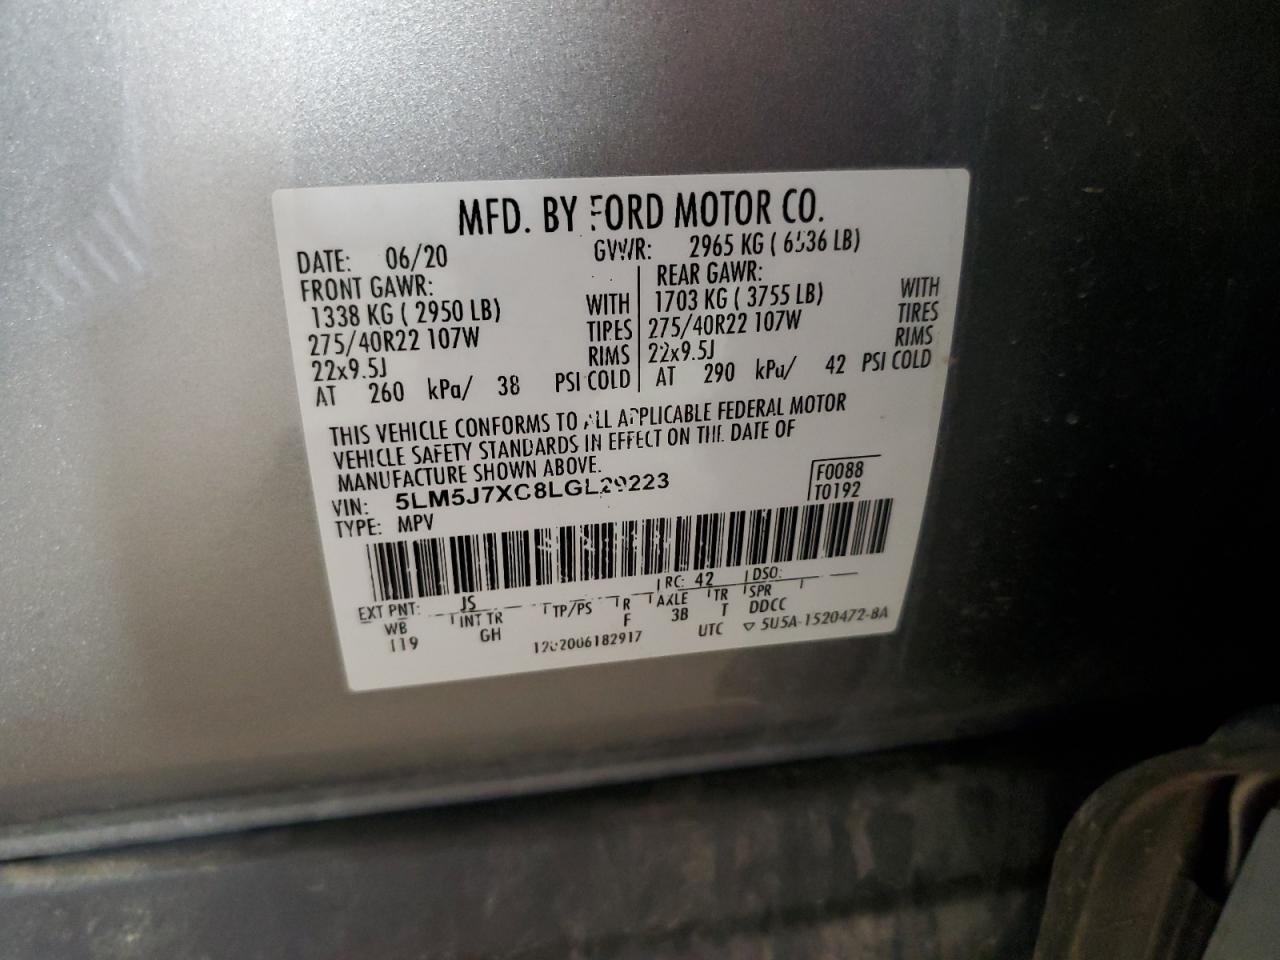 MFD. BY FORD MOTOR CO.
DATE: 06/20 GVWR: 2965 KG ( 6536 LB)
FRONT GAWR: REAR GAWR:
1338 KG ( 2950 LB) WITH 1703 KG ( 3755 LB) WITH
275/40R22 107W TIRES 275/40R22 107W TIRES
22x9.5J RIMS 22x9.5J RIMS
AT 260 kPa/ 38 PSI COLD AT 290 kPa/ 42 PSI COLD
THIS VEHICLE CONFORMS TO ALL APPLICABLE FEDERAL MOTOR
VEHICLE SAFETY STANDARDS IN EFFECT ON THE DATE OF
MANUFACTURE SHOWN ABOVE.
VIN: F0088
TYPE: MPV T0192
EXT PNT: JS RC: 42 DSO:
WB INT TR TP/PS R AXLE TR SPR
119 GH F 3B T DDCC
UTC ▽ 5U5A-1520472-8A